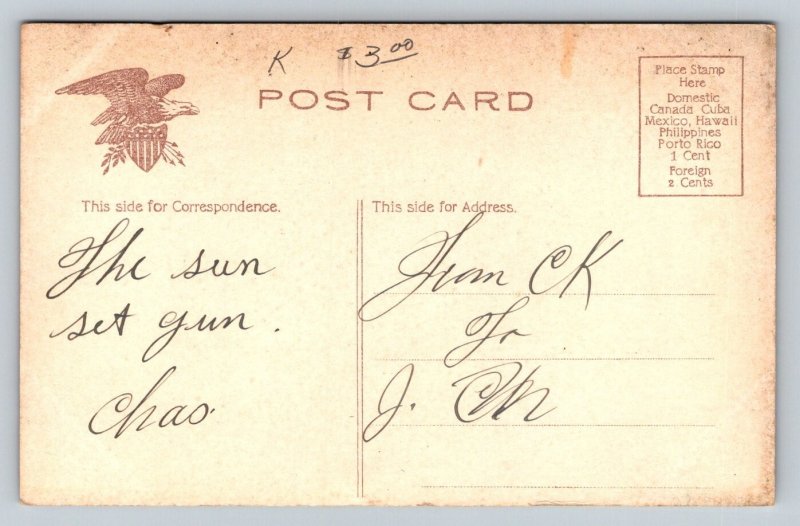 K $3.00
POST CARD
Place Stamp
Here
Domestic
Canada Cuba
Mexico, Hawaii
Philippines
Porto Rico
1 Cent
Foreign
2 Cents
This side for Correspondence.
The sun
set gun.
Chas.
This side for Address.
From CK
To
J. CM